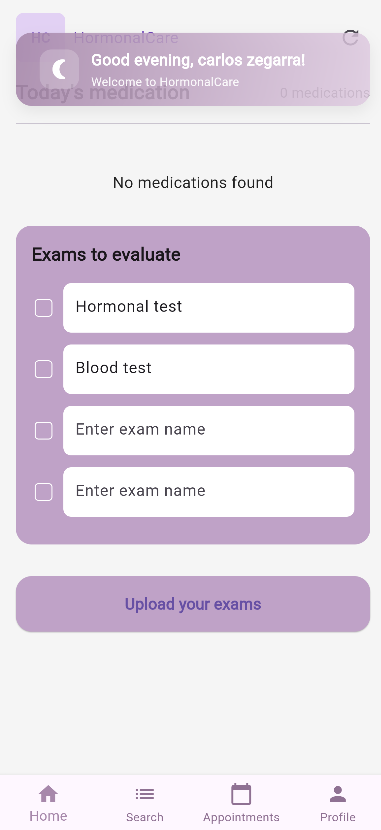 HC HormonalCare
Good evening, carlos zegarra!
Welcome to HormonalCare
Today's medication 0 medications
No medications found
Exams to evaluate
Hormonal test
Blood test
Enter exam name
Enter exam name
Upload your exams
Home Search Appointments Profile